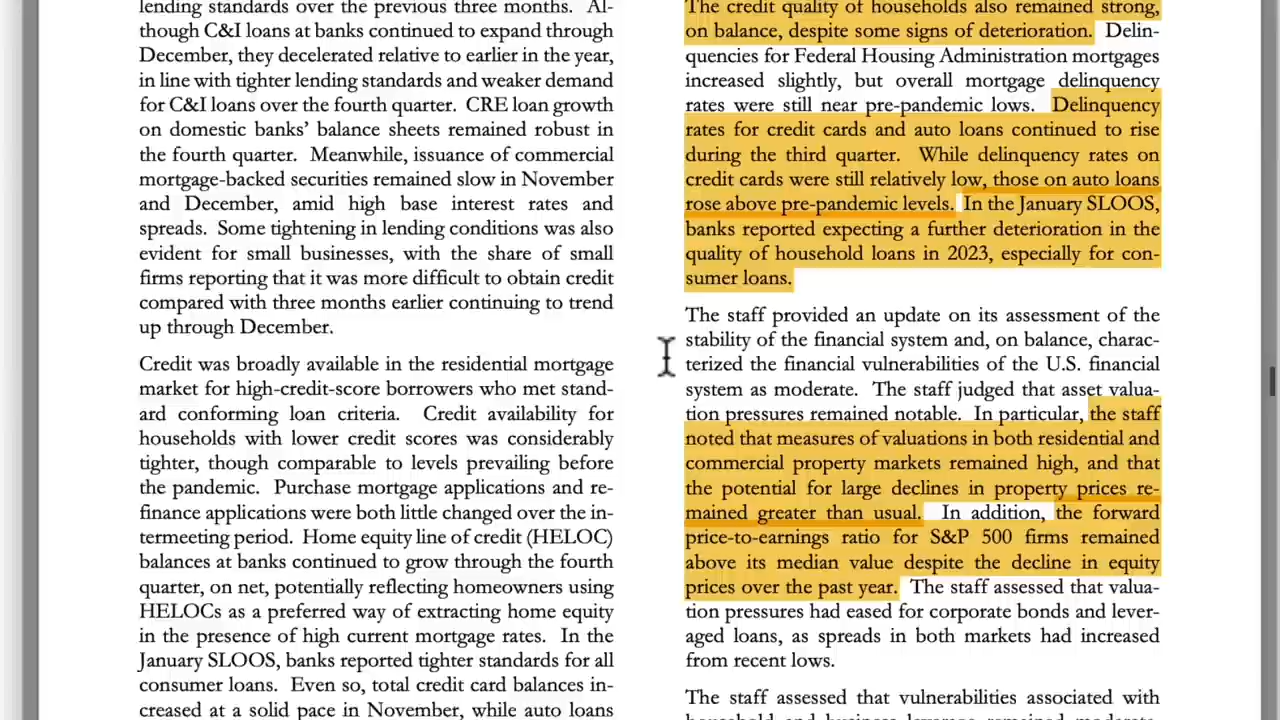 lending standards over the previous three months. Al-
though C&I loans at banks continued to expand through
December, they decelerated relative to earlier in the year,
in line with tighter lending standards and weaker demand
for C&I loans over the fourth quarter. CRE loan growth
on domestic banks’ balance sheets remained robust in
the fourth quarter. Meanwhile, issuance of commercial
mortgage-backed securities remained slow in November
and December, amid high base interest rates and
spreads. Some tightening in lending conditions was also
evident for small businesses, with the share of small
firms reporting that it was more difficult to obtain credit
compared with three months earlier continuing to trend
up through December.
Credit was broadly available in the residential mortgage
market for high-credit-score borrowers who met stand-
ard conforming loan criteria. Credit availability for
households with lower credit scores was considerably
tighter, though comparable to levels prevailing before
the pandemic. Purchase mortgage applications and re-
finance applications were both little changed over the in-
termeeting period. Home equity line of credit (HELOC)
balances at banks continued to grow through the fourth
quarter, on net, potentially reflecting homeowners using
HELOCs as a preferred way of extracting home equity
in the presence of high current mortgage rates. In the
January SLOOS, banks reported tighter standards for all
consumer loans. Even so, total credit card balances in-
creased at a solid pace in November, while auto loans
The credit quality of households also remained strong,
on balance, despite some signs of deterioration. Delin-
quencies for Federal Housing Administration mortgages
increased slightly, but overall mortgage delinquency
rates were still near pre-pandemic lows. Delinquency
rates for credit cards and auto loans continued to rise
during the third quarter. While delinquency rates on
credit cards were still relatively low, those on auto loans
rose above pre-pandemic levels. In the January SLOOS,
banks reported expecting a further deterioration in the
quality of household loans in 2023, especially for con-
sumer loans.
The staff provided an update on its assessment of the
stability of the financial system and, on balance, charac-
terized the financial vulnerabilities of the U.S. financial
system as moderate. The staff judged that asset valua-
tion pressures remained notable. In particular, the staff
noted that measures of valuations in both residential and
commercial property markets remained high, and that
the potential for large declines in property prices re-
mained greater than usual. In addition, the forward
price-to-earnings ratio for S&P 500 firms remained
above its median value despite the decline in equity
prices over the past year. The staff assessed that valua-
tion pressures had eased for corporate bonds and lever-
aged loans, as spreads in both markets had increased
from recent lows.
The staff assessed that vulnerabilities associated with
household and business leverage remained moderate